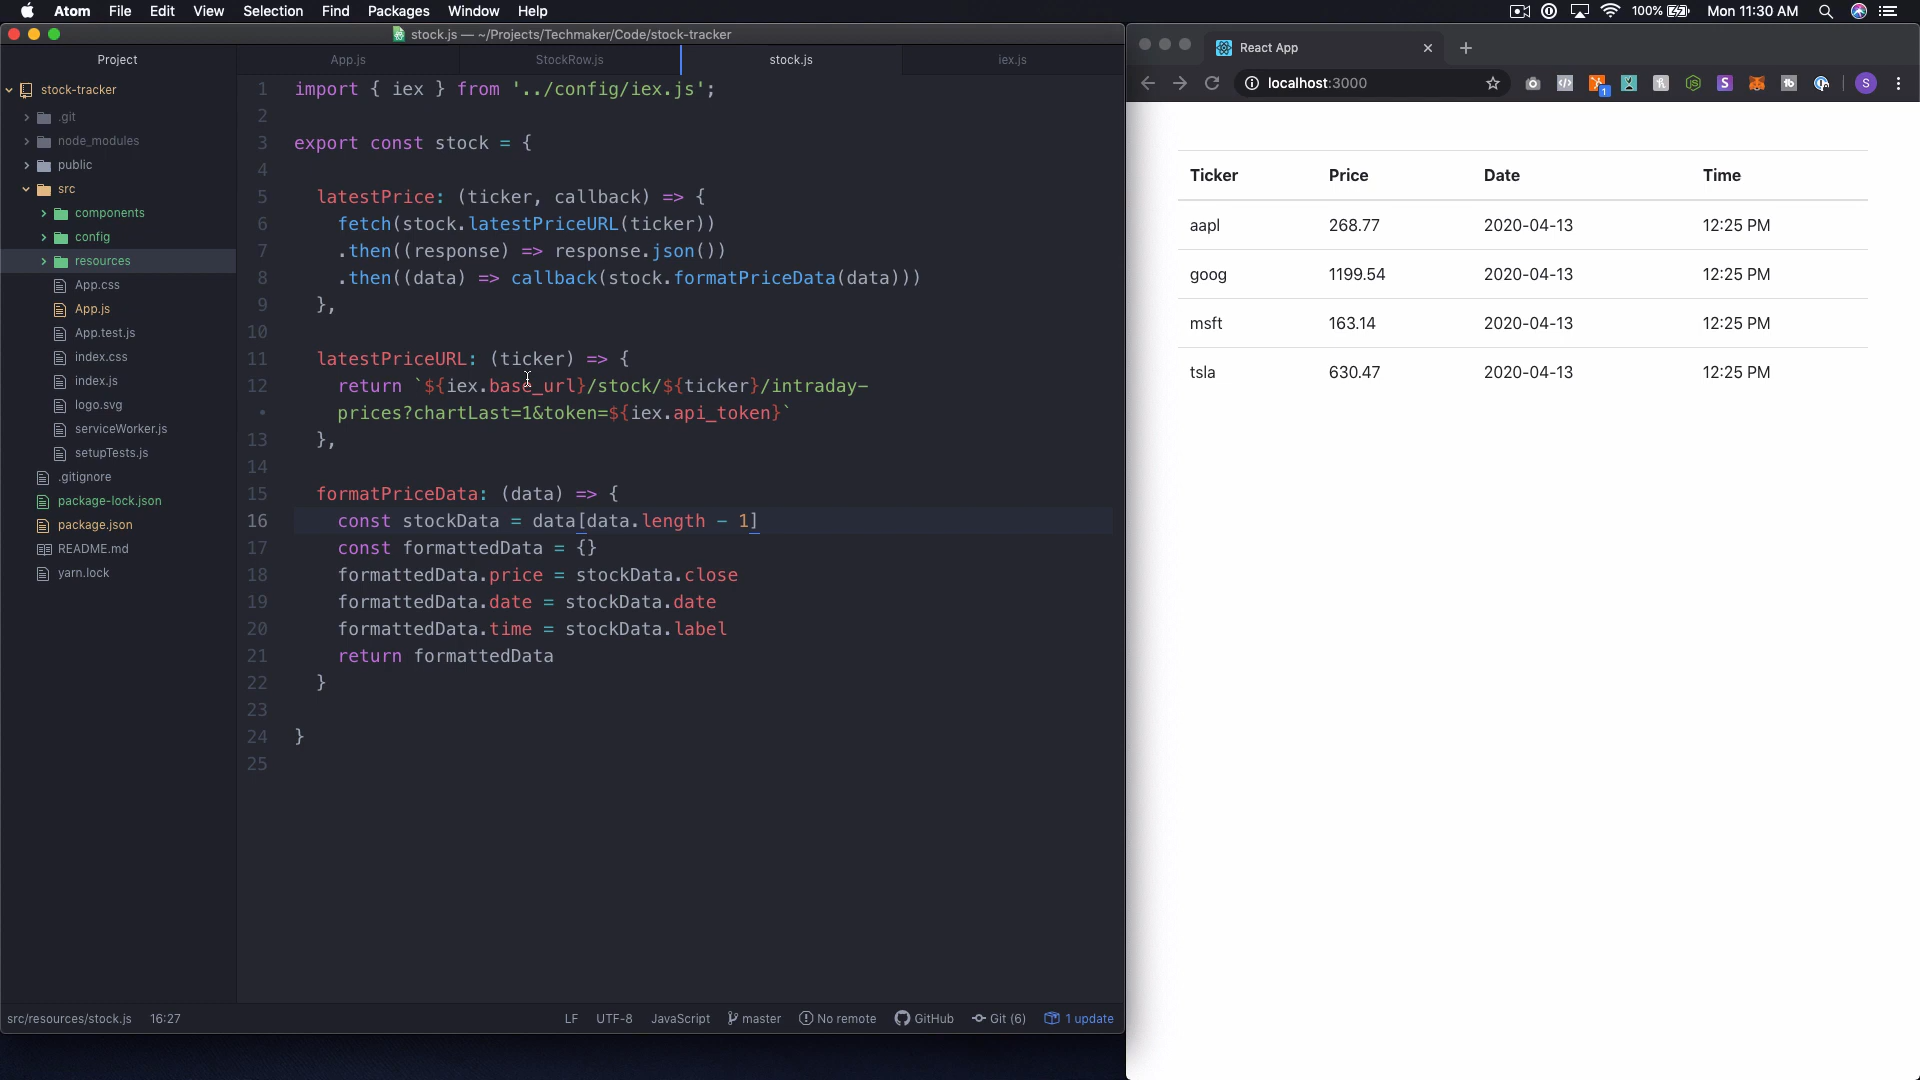 Atom File Edit View Selection Find Packages Window Help
100% Mon 11:30 AM
stock.js — ~/Projects/Techmaker/Code/stock-tracker
Project
stock-tracker
.git
node_modules
public
src
components
config
resources
App.css
App.js
App.test.js
index.css
index.js
logo.svg
serviceWorker.js
setupTests.js
.gitignore
package-lock.json
package.json
README.md
yarn.lock
App.js StockRow.js stock.js iex.js
1 import { iex } from '../config/iex.js';
2
3 export const stock = {
4
5 latestPrice: (ticker, callback) => {
6 fetch(stock.latestPriceURL(ticker))
7 .then((response) => response.json())
8 .then((data) => callback(stock.formatPriceData(data)))
9 },
10
11 latestPriceURL: (ticker) => {
12 return `${iex.base_url}/stock/${ticker}/intraday-
• prices?chartLast=1&token=${iex.api_token}`
13 },
14
15 formatPriceData: (data) => {
16 const stockData = data[data.length - 1]
17 const formattedData = {}
18 formattedData.price = stockData.close
19 formattedData.date = stockData.date
20 formattedData.time = stockData.label
21 return formattedData
22 }
23
24 }
25
src/resources/stock.js 16:27
LF UTF-8 JavaScript master No remote GitHub Git (6) 1 update
React App
localhost:3000
1
S
S
Ticker Price Date Time
aapl 268.77 2020-04-13 12:25 PM
goog 1199.54 2020-04-13 12:25 PM
msft 163.14 2020-04-13 12:25 PM
tsla 630.47 2020-04-13 12:25 PM